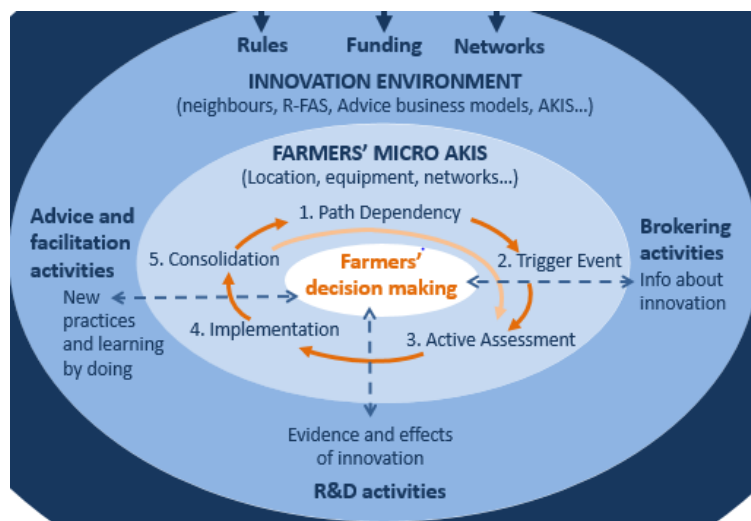 Rules
Funding
Networks
INNOVATION ENVIRONMENT
(neighbours, R-FAS, Advice business models, AKIS…)
FARMERS’ MICRO AKIS
(Location, equipment, networks…)
1. Path Dependency
Advice and
facilitation
activities
New
practices
and learning
by doing
5. Consolidation
Farmers’
decision making
2. Trigger Event
Brokering
activities
Info about
innovation
4. Implementation
3. Active Assessment
Evidence and effects
of innovation
R&D activities